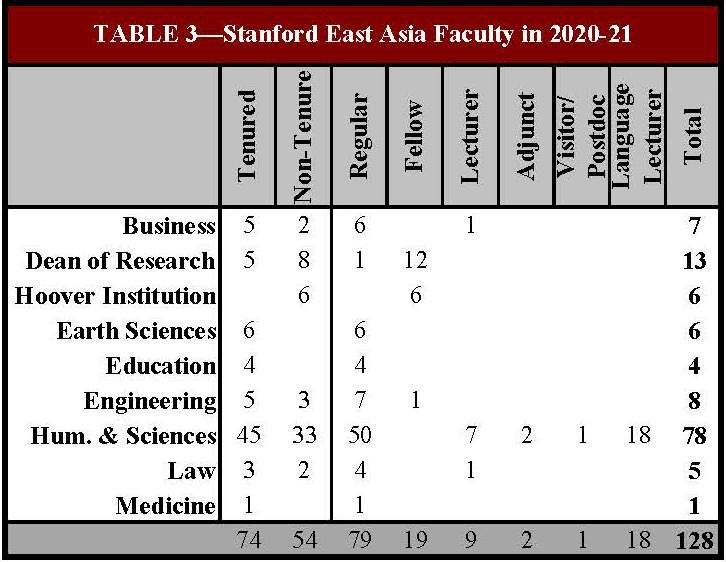 TABLE 3—Stanford East Asia Faculty in 2020-21
Tenured Non-Tenure Regular Fellow Lecturer Adjunct Visitor/ Postdoc Language Lecturer Total
Business 5 2 6 1 7
Dean of Research 5 8 1 12 13
Hoover Institution 6 6 6
Earth Sciences 6 6 6
Education 4 4 4
Engineering 5 3 7 1 8
Hum. & Sciences 45 33 50 7 2 1 18 78
Law 3 2 4 1 5
Medicine 1 1 1
74 54 79 19 9 2 1 18 128